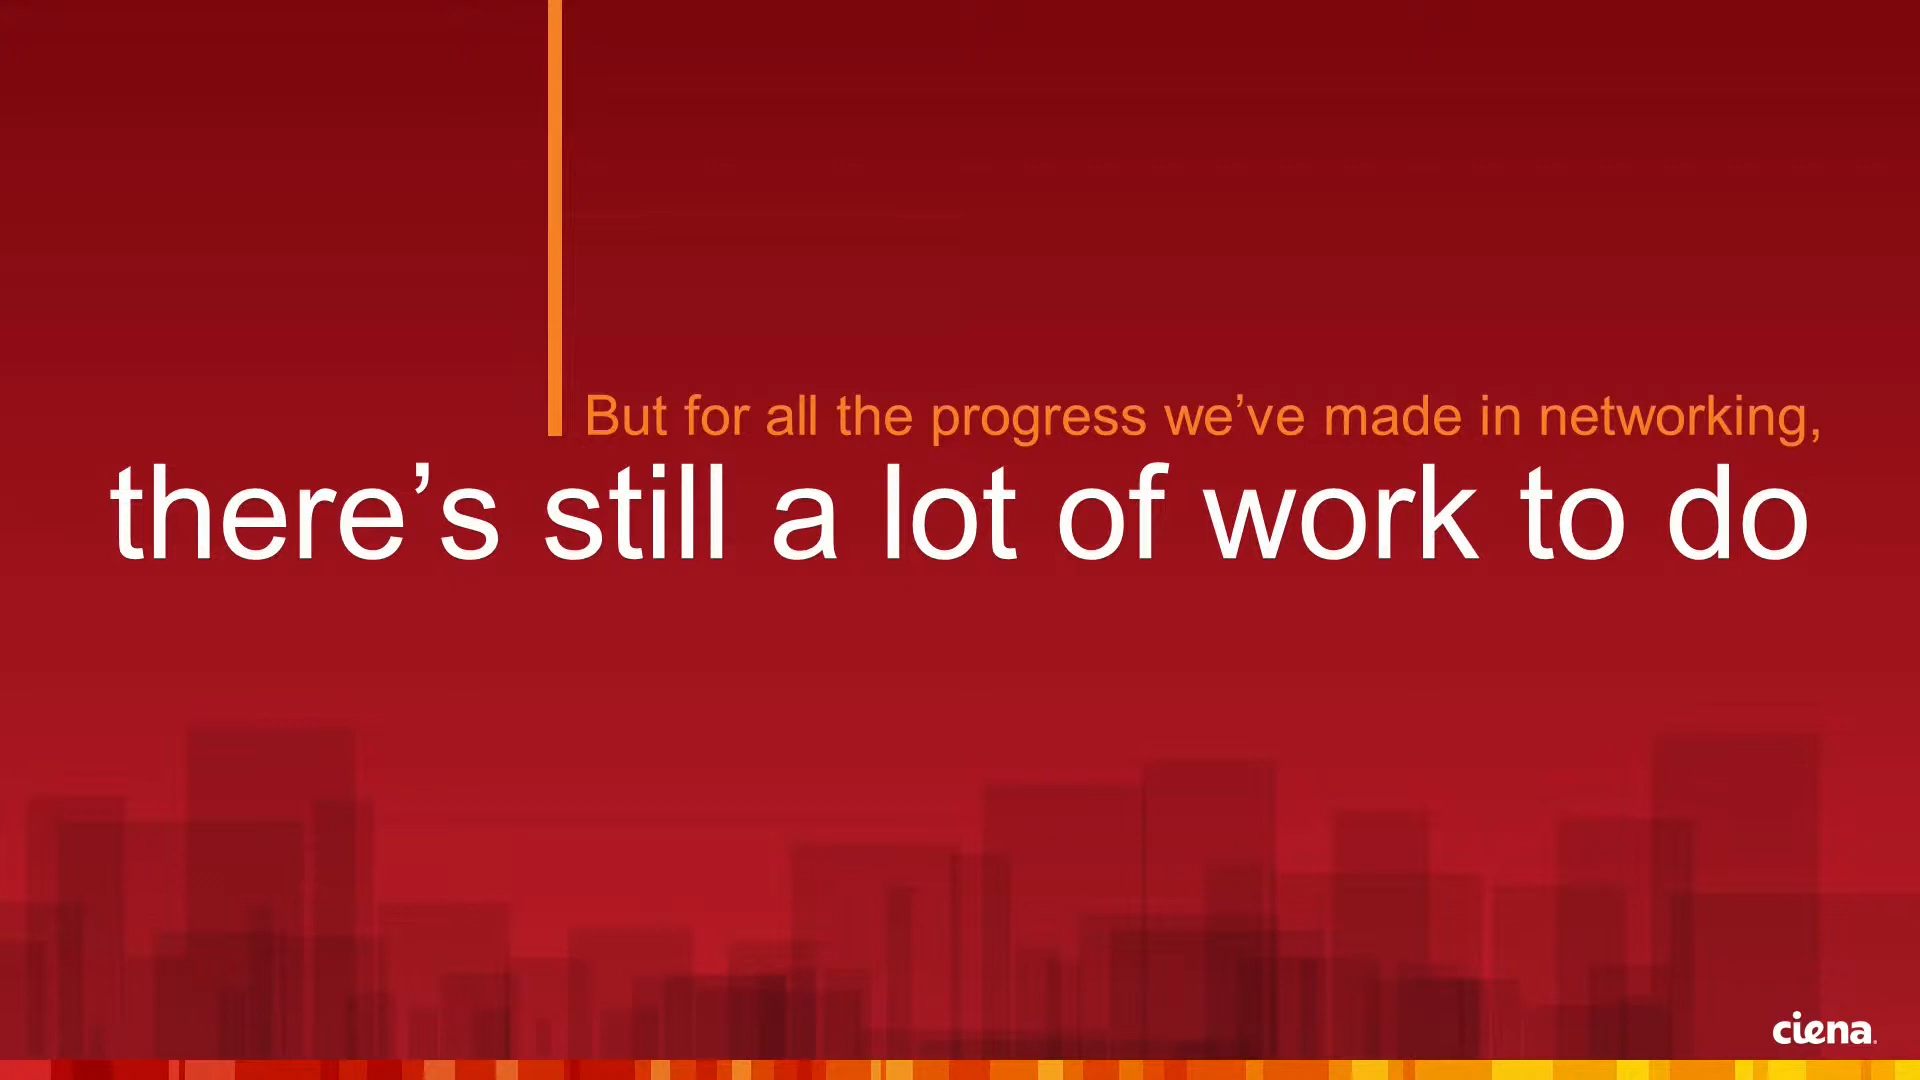 But for all the progress we’ve made in networking,
there’s still a lot of work to do
ciena.